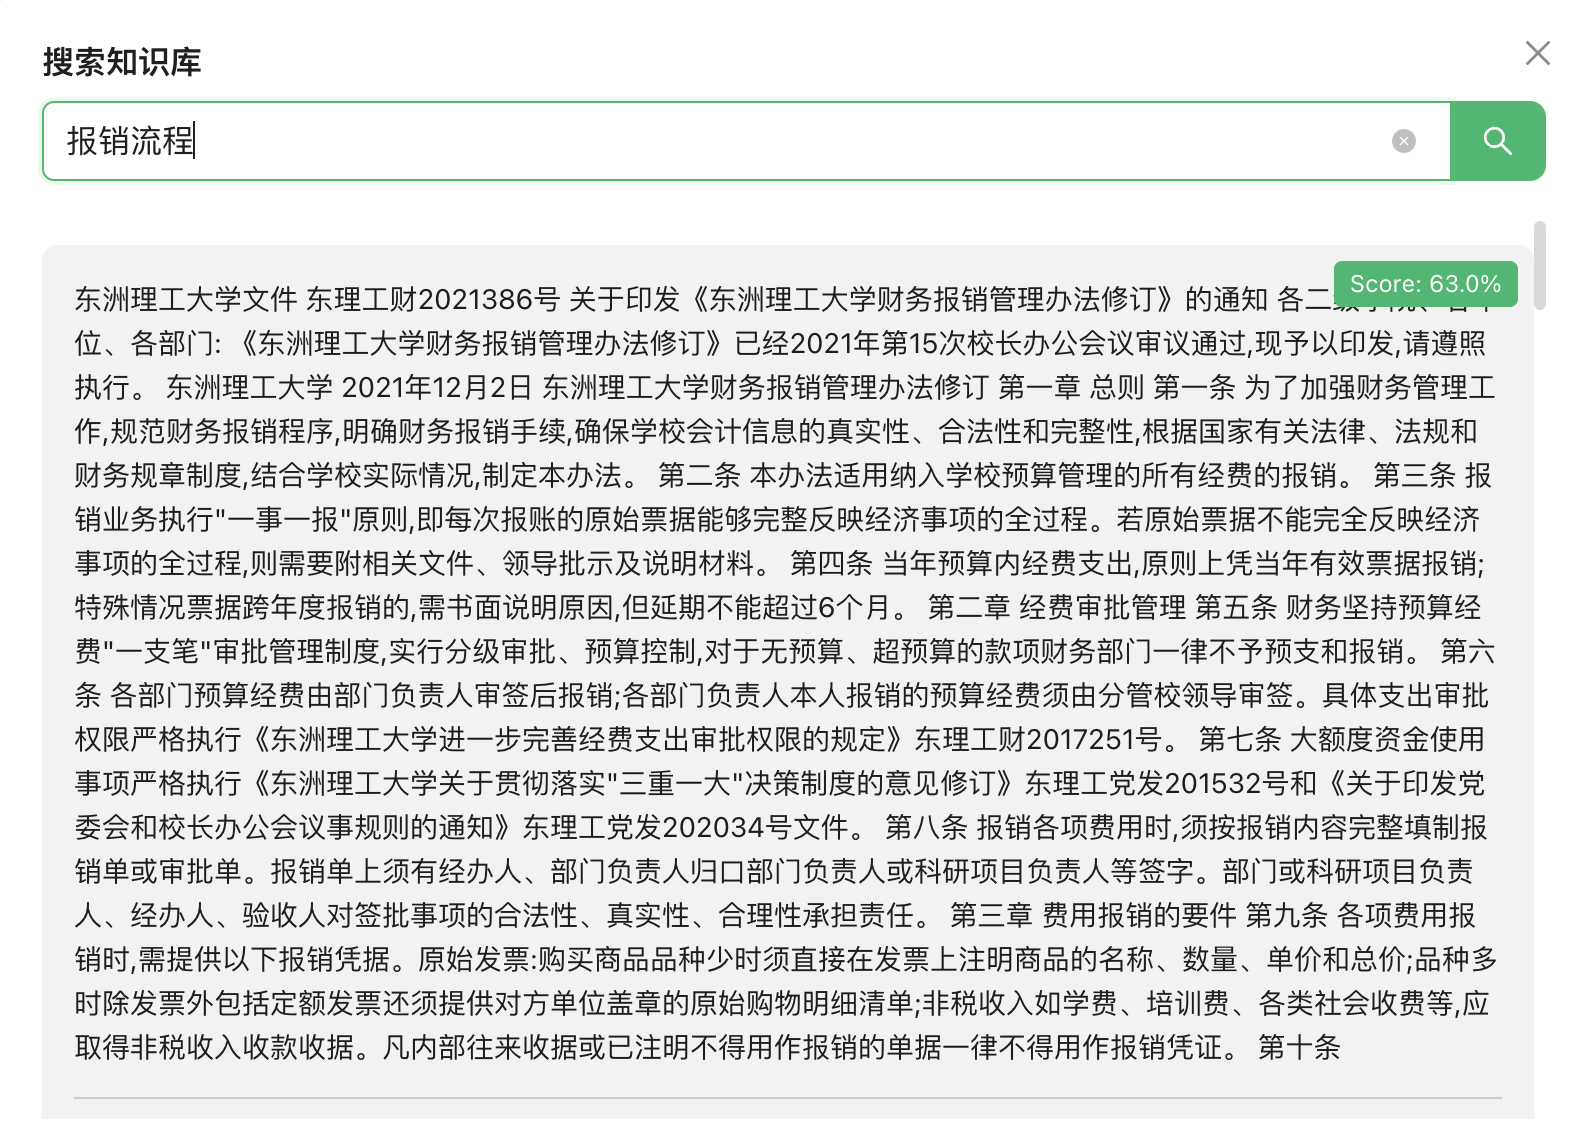 搜索知识库
报销流程
Score: 63.0%
东洲理工大学文件 东理工财2021386号 关于印发《东洲理工大学财务报销管理办法修订》的通知 各二
位、各部门: 《东洲理工大学财务报销管理办法修订》已经2021年第15次校长办公会议审议通过,现予以印发,请遵照
执行。 东洲理工大学 2021年12月2日 东洲理工大学财务报销管理办法修订 第一章 总则 第一条 为了加强财务管理工
作,规范财务报销程序,明确财务报销手续,确保学校会计信息的真实性、合法性和完整性,根据国家有关法律、法规和
财务规章制度,结合学校实际情况,制定本办法。 第二条 本办法适用纳入学校预算管理的所有经费的报销。 第三条 报
销业务执行"一事一报"原则,即每次报账的原始票据能够完整反映经济事项的全过程。若原始票据不能完全反映经济
事项的全过程,则需要附相关文件、领导批示及说明材料。 第四条 当年预算内经费支出,原则上凭当年有效票据报销;
特殊情况票据跨年度报销的,需书面说明原因,但延期不能超过6个月。 第二章 经费审批管理 第五条 财务坚持预算经
费"一支笔"审批管理制度,实行分级审批、预算控制,对于无预算、超预算的款项财务部门一律不予预支和报销。 第六
条 各部门预算经费由部门负责人审签后报销;各部门负责人本人报销的预算经费须由分管校领导审签。具体支出审批
权限严格执行《东洲理工大学进一步完善经费支出审批权限的规定》东理工财2017251号。 第七条 大额度资金使用
事项严格执行《东洲理工大学关于贯彻落实"三重一大"决策制度的意见修订》东理工党发201532号和《关于印发党
委会和校长办公会议事规则的通知》东理工党发202034号文件。 第八条 报销各项费用时,须按报销内容完整填制报
销单或审批单。报销单上须有经办人、部门负责人归口部门负责人或科研项目负责人等签字。部门或科研项目负责
人、经办人、验收人对签批事项的合法性、真实性、合理性承担责任。 第三章 费用报销的要件 第九条 各项费用报
销时,需提供以下报销凭据。原始发票:购买商品品种少时须直接在发票上注明商品的名称、数量、单价和总价;品种多
时除发票外包括定额发票还须提供对方单位盖章的原始购物明细清单;非税收入如学费、培训费、各类社会收费等,应
取得非税收入收款收据。凡内部往来收据或已注明不得用作报销的单据一律不得用作报销凭证。 第十条